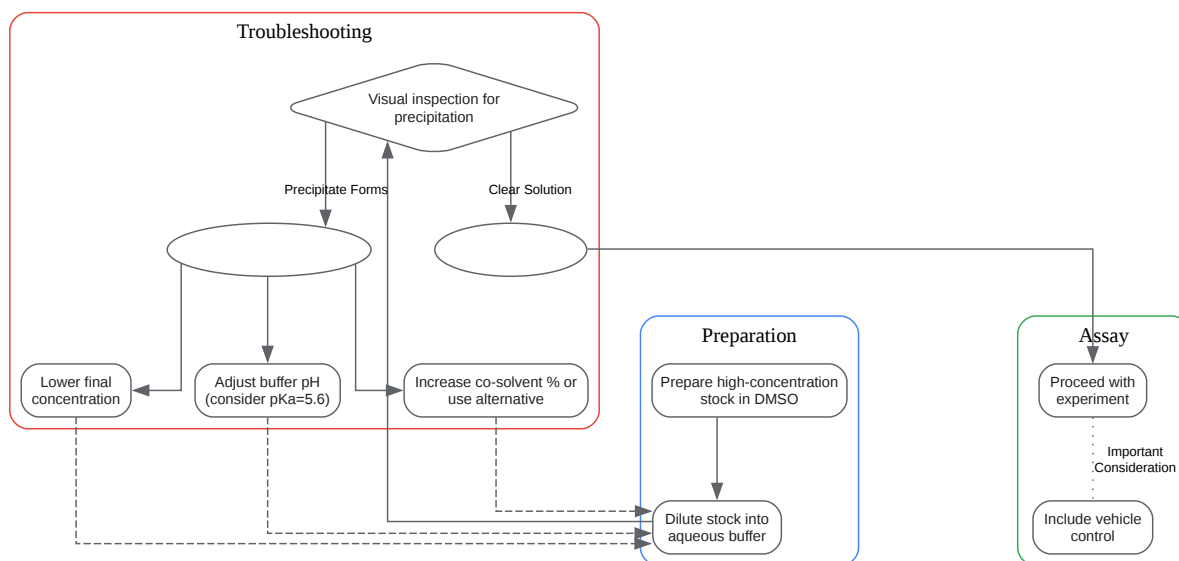 Troubleshooting
Visual inspection for
precipitation
Precipitate Forms
Clear Solution
Lower final
concentration
Adjust buffer pH
(consider pKa=5.6)
Increase co-solvent % or
use alternative
Preparation
Prepare high-concentration
stock in DMSO
Dilute stock into
aqueous buffer
Assay
Proceed with
experiment
Important
Consideration
Include vehicle
control